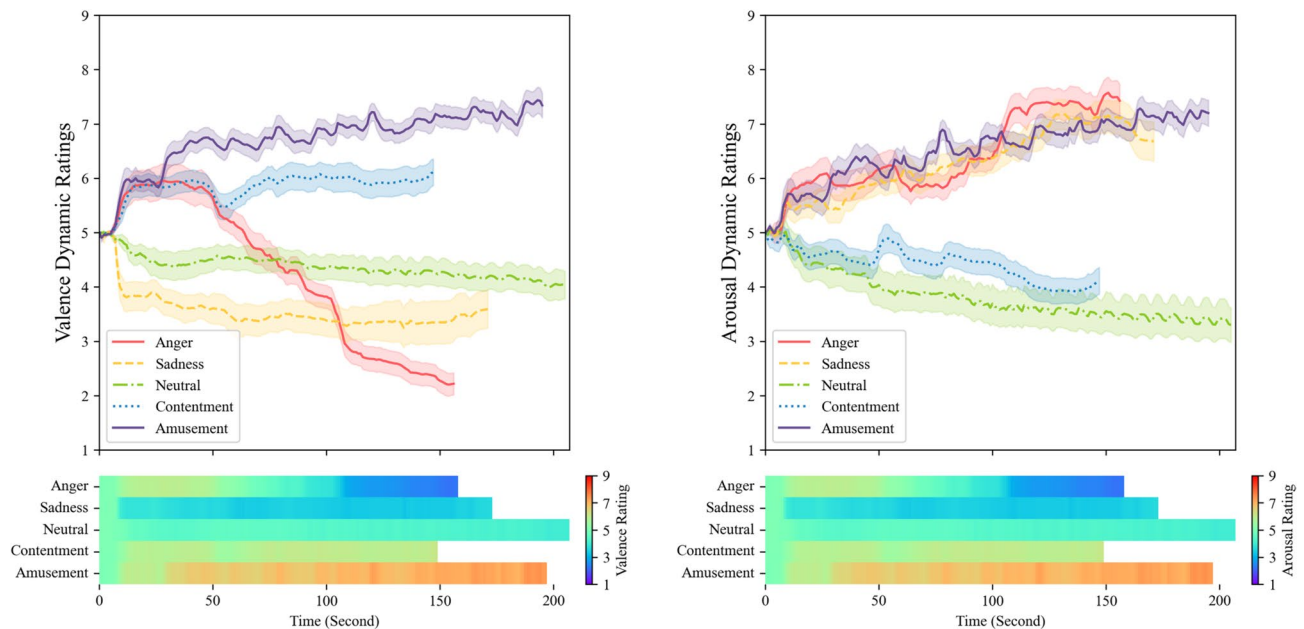 Valence Dynamic Ratings
9
8
7
6
5
4
3
2
1
Anger
Sadness
Neutral
Contentment
Amusement
Arousal Dynamic Ratings
9
8
7
6
5
4
3
2
1
Anger
Sadness
Neutral
Contentment
Amusement
Anger
Sadness
Neutral
Contentment
Amusement
0 50 100 150 200
Time (Second)
9
7
5
3
1
Valence Rating
Anger
Sadness
Neutral
Contentment
Amusement
0 50 100 150 200
Time (Second)
9
7
5
3
1
Arousal Rating